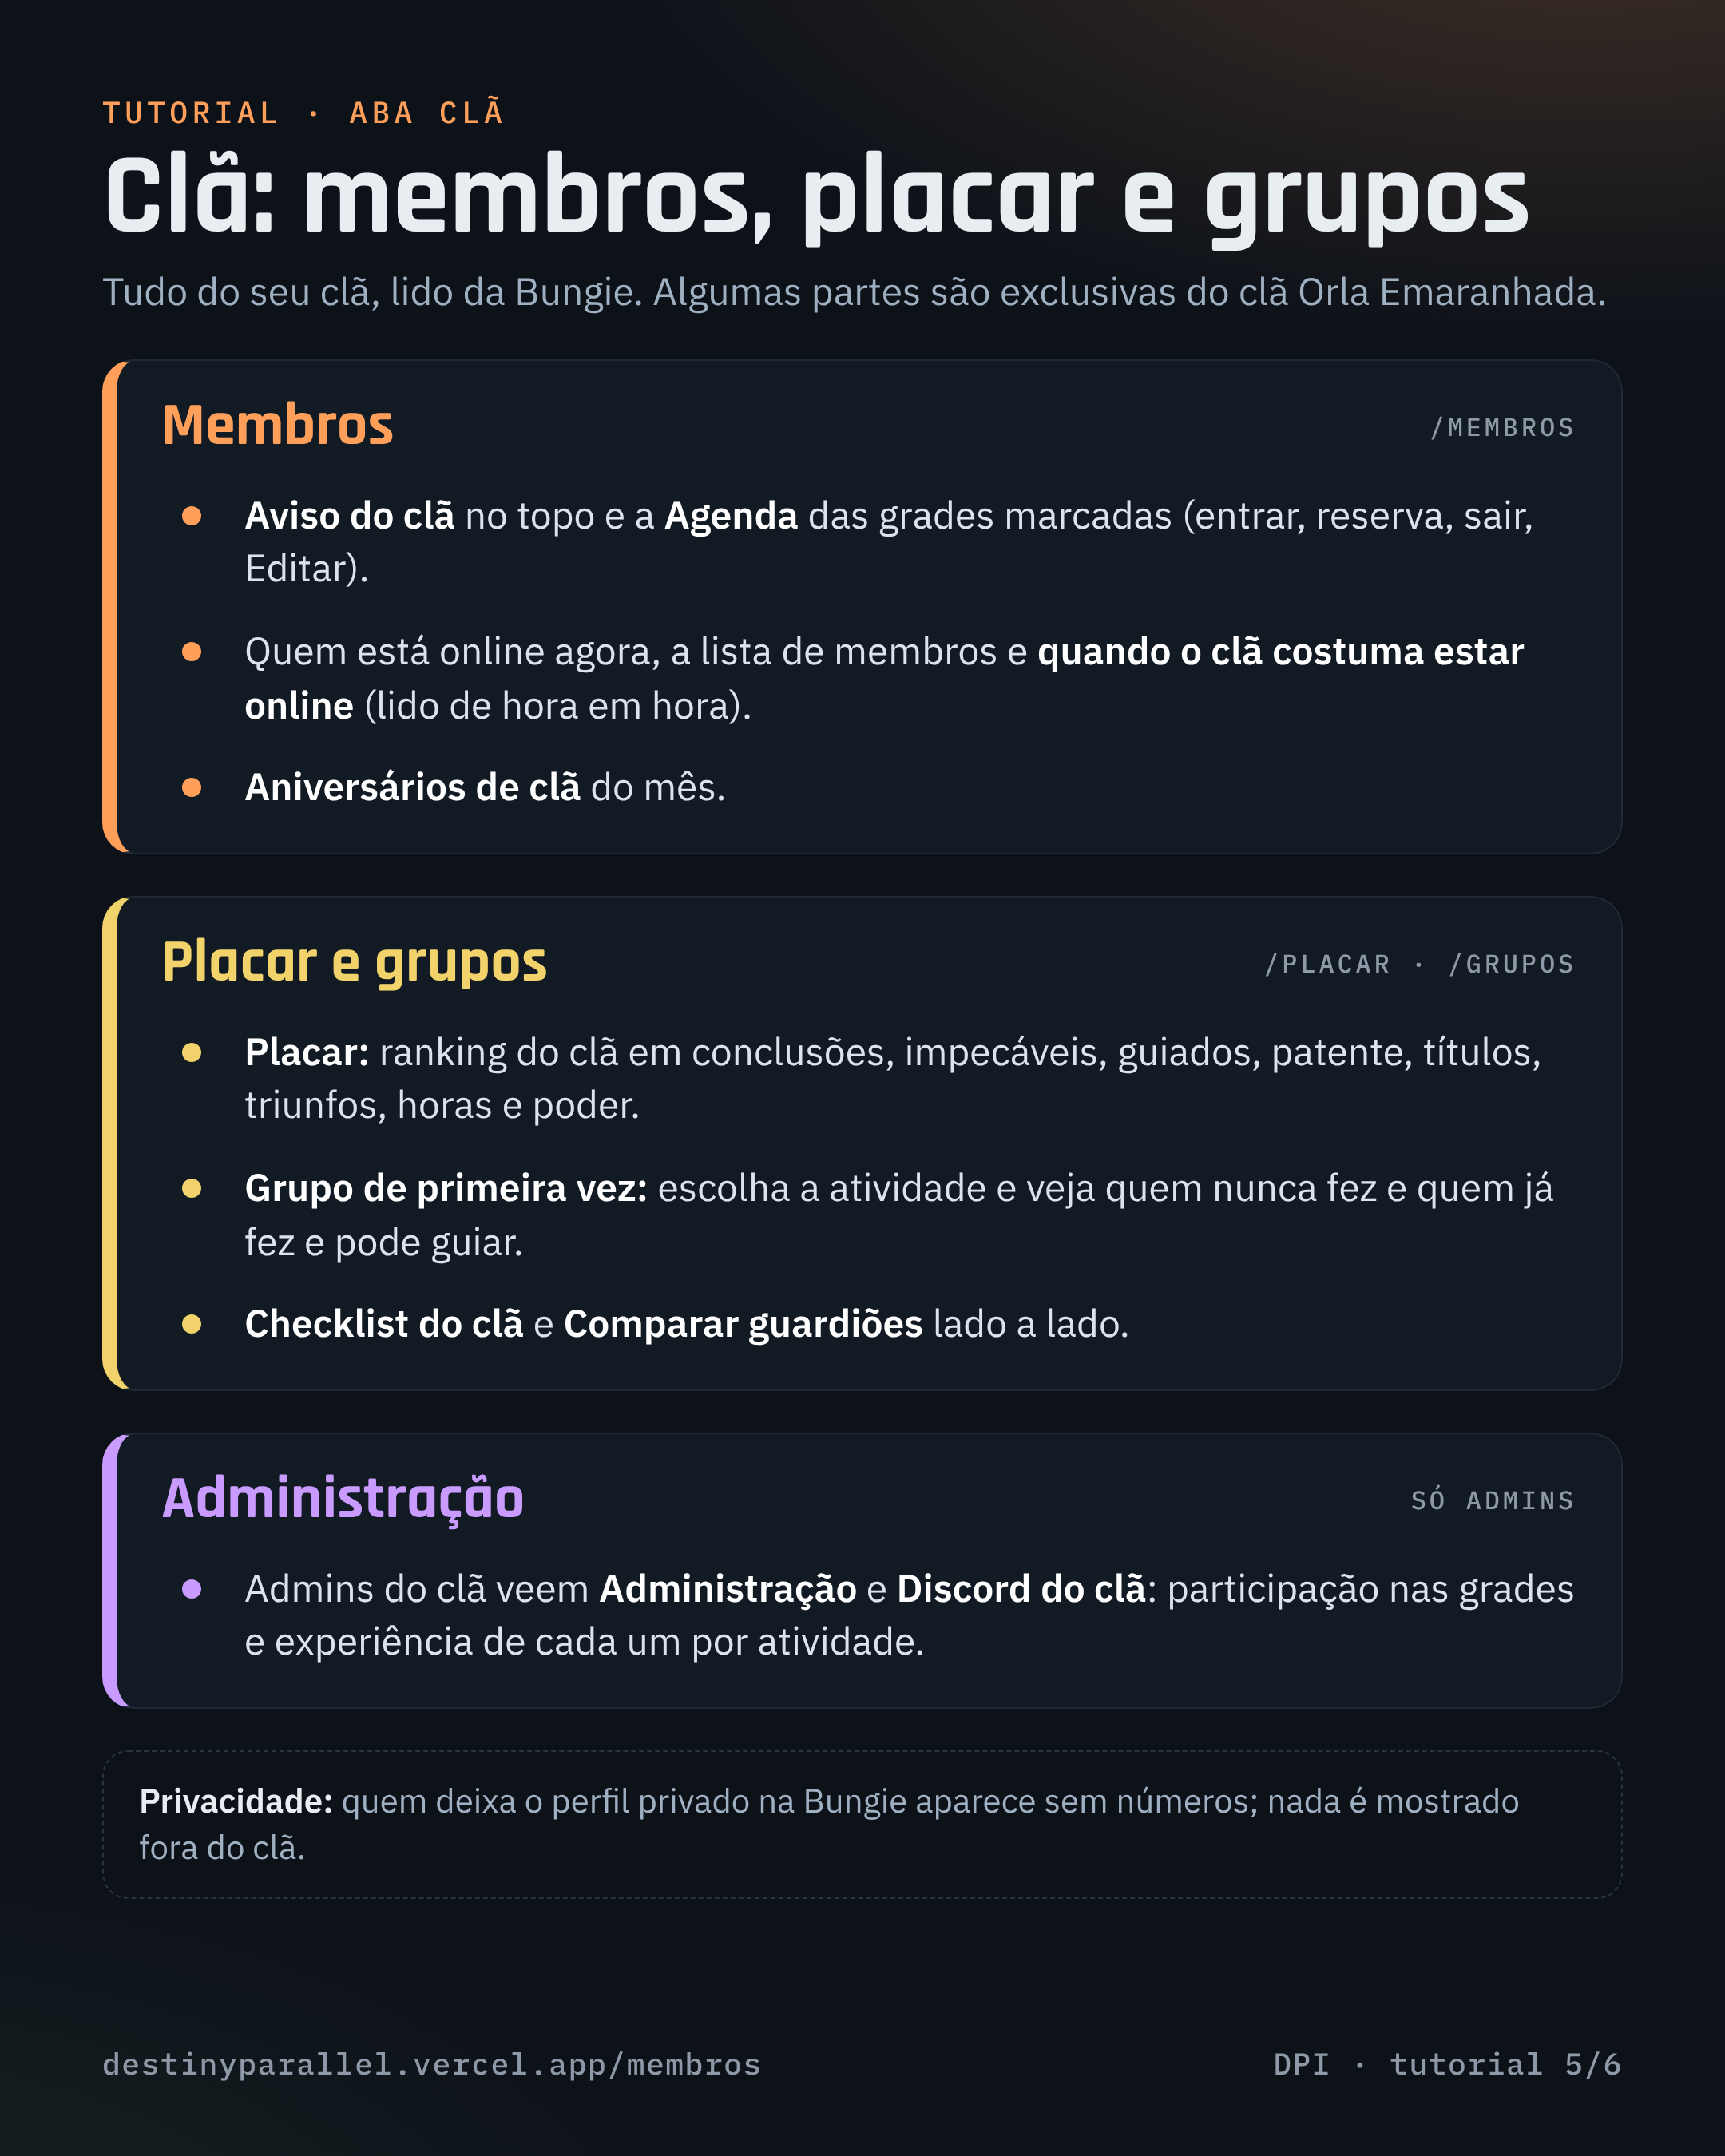 TUTORIAL · ABA CLÃ
Clã: membros, placar e grupos
Tudo do seu clã, lido da Bungie. Algumas partes são exclusivas do clã Orla Emaranhada.
Membros
/MEMBROS
Aviso do clã no topo e a Agenda das grades marcadas (entrar, reserva, sair,
Editar).
Quem está online agora, a lista de membros e quando o clã costuma estar
online (lido de hora em hora).
Aniversários de clã do mês.
Placar e grupos
/PLACAR · /GRUPOS
Placar: ranking do clã em conclusões, impecáveis, guiados, patente, títulos,
triunfos, horas e poder.
Grupo de primeira vez: escolha a atividade e veja quem nunca fez e quem já
fez e pode guiar.
Checklist do clã e Comparar guardiões lado a lado.
Administração
SÓ ADMINS
Admins do clã veem Administração e Discord do clã: participação nas grades
e experiência de cada um por atividade.
Privacidade: quem deixa o perfil privado na Bungie aparece sem números; nada é mostrado
fora do clã.
destinyparallel.vercel.app/membros
DPI · tutorial 5/6